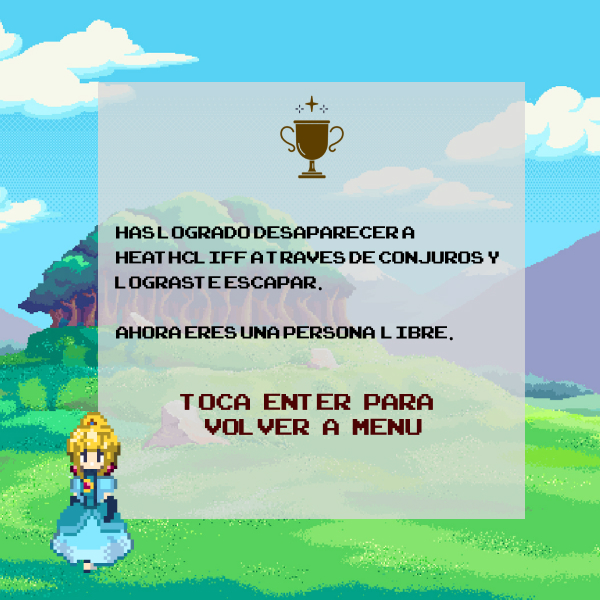 HAS LOGRADO DESAPARECER A
HEATHCLIFF A TRAVES DE CONJUROS Y
LOGRASTE ESCAPAR.
AHORA ERES UNA PERSONA LIBRE.
TOCA ENTER PARA
VOLVER A MENU